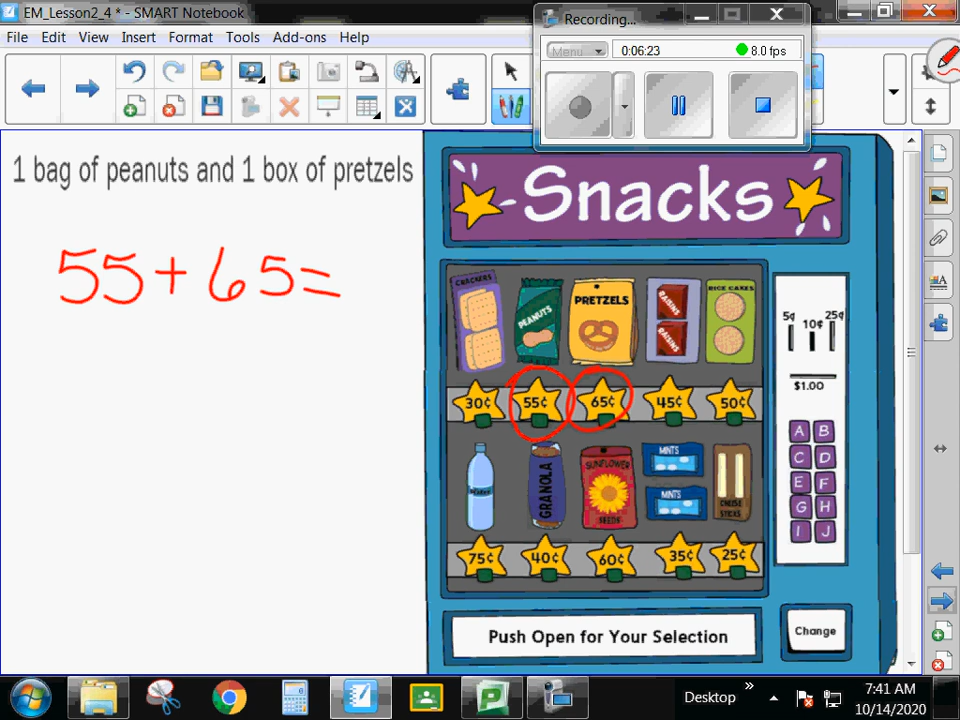 EM_Lesson2_4 * - SMART Notebook
File Edit View Insert Format Tools Add-ons Help
Recording...
Menu 0:06:23 8.0 fps
1 bag of peanuts and 1 box of pretzels
55+65=
Snacks
CRACKERS PEANUTS PRETZELS RAISINS RAISINS RICE CAKES
30¢ 55¢ 65¢ 45¢ 50¢
5¢ 10¢ 25¢
$1.00
A B
C D
E F
G H
I J
Water GRANOLA SUNFLOWER SEEDS MINTS MINTS CHEESE STICKS
75¢ 40¢ 60¢ 35¢ 25¢
Push Open for Your Selection
Change
Desktop
7:41 AM
10/14/2020